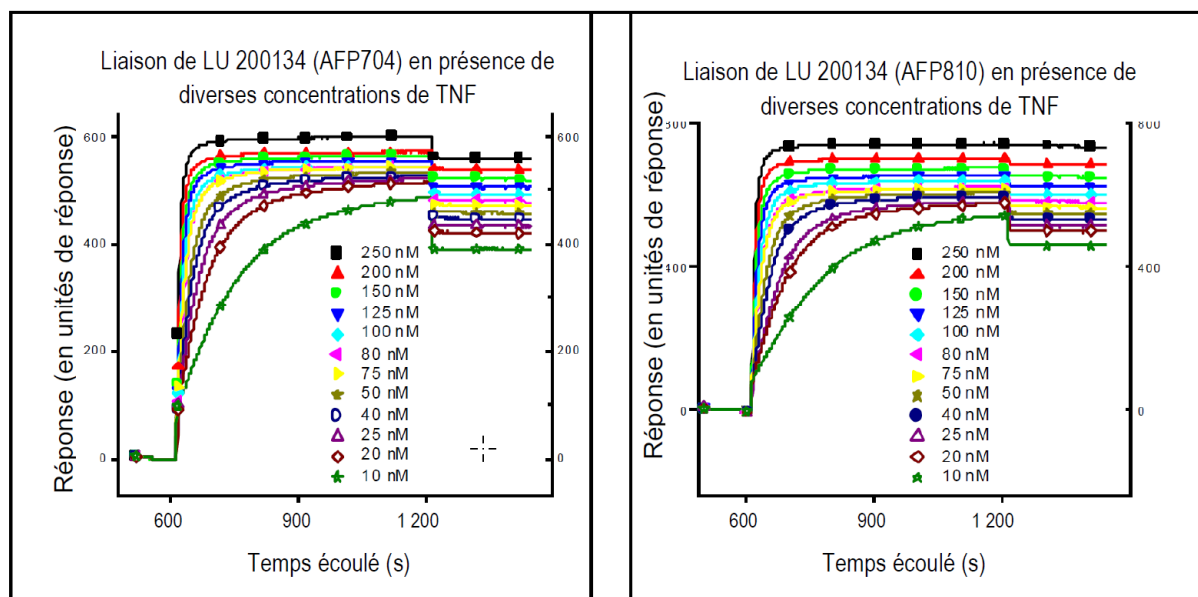 Liaison de LU 200134 (AFP704) en présence de
diverses concentrations de TNF
Réponse (en unités de réponse)
600
400
200
0
600
400
200
0
250 nM
200 nM
150 nM
125 nM
100 nM
80 nM
75 nM
50 nM
40 nM
25 nM
20 nM
10 nM
600
900
1 200
Temps écoulé (s)
Liaison de LU 200134 (AFP810) en présence de
diverses concentrations de TNF
Réponse (en unités de réponse)
0
800
400
0
250 nM
200 nM
150 nM
125 nM
100 nM
80 nM
75 nM
50 nM
40 nM
25 nM
20 nM
10 nM
600
900
1 200
Temps écoulé (s)